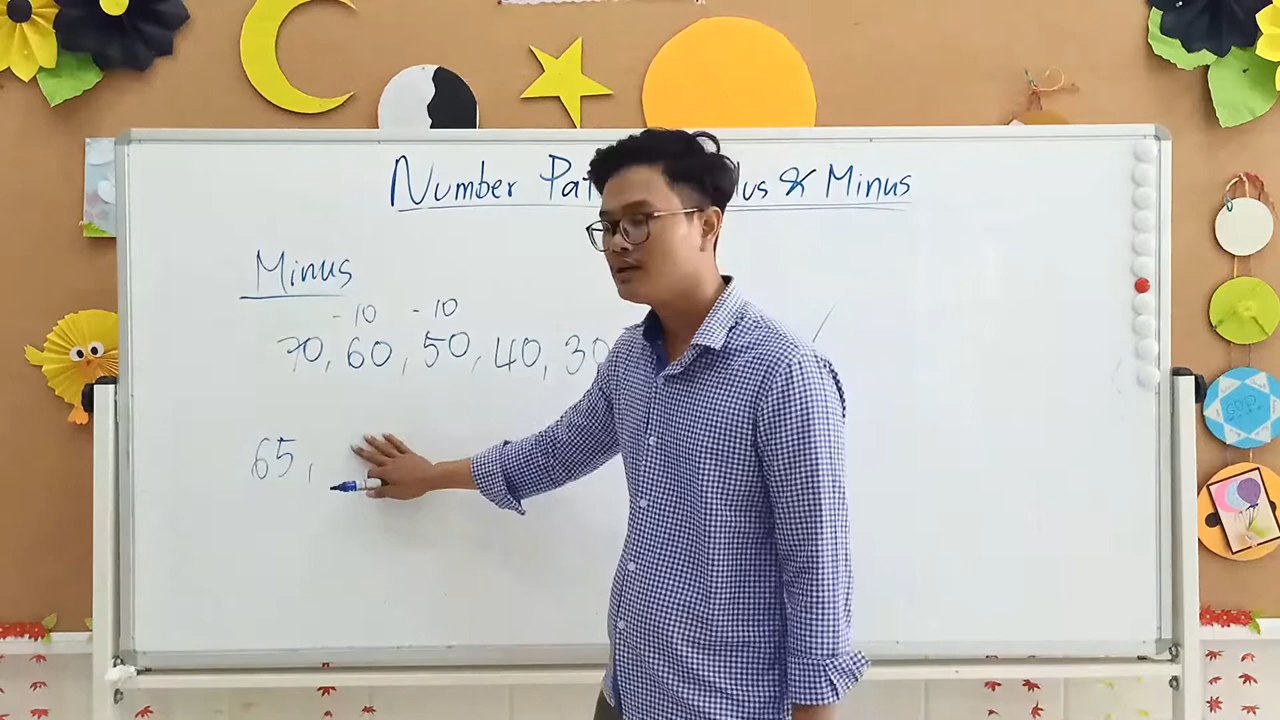 Number Pat lus & Minus
Minus
- 10 - 10
70, 60, 50, 40, 30
65,